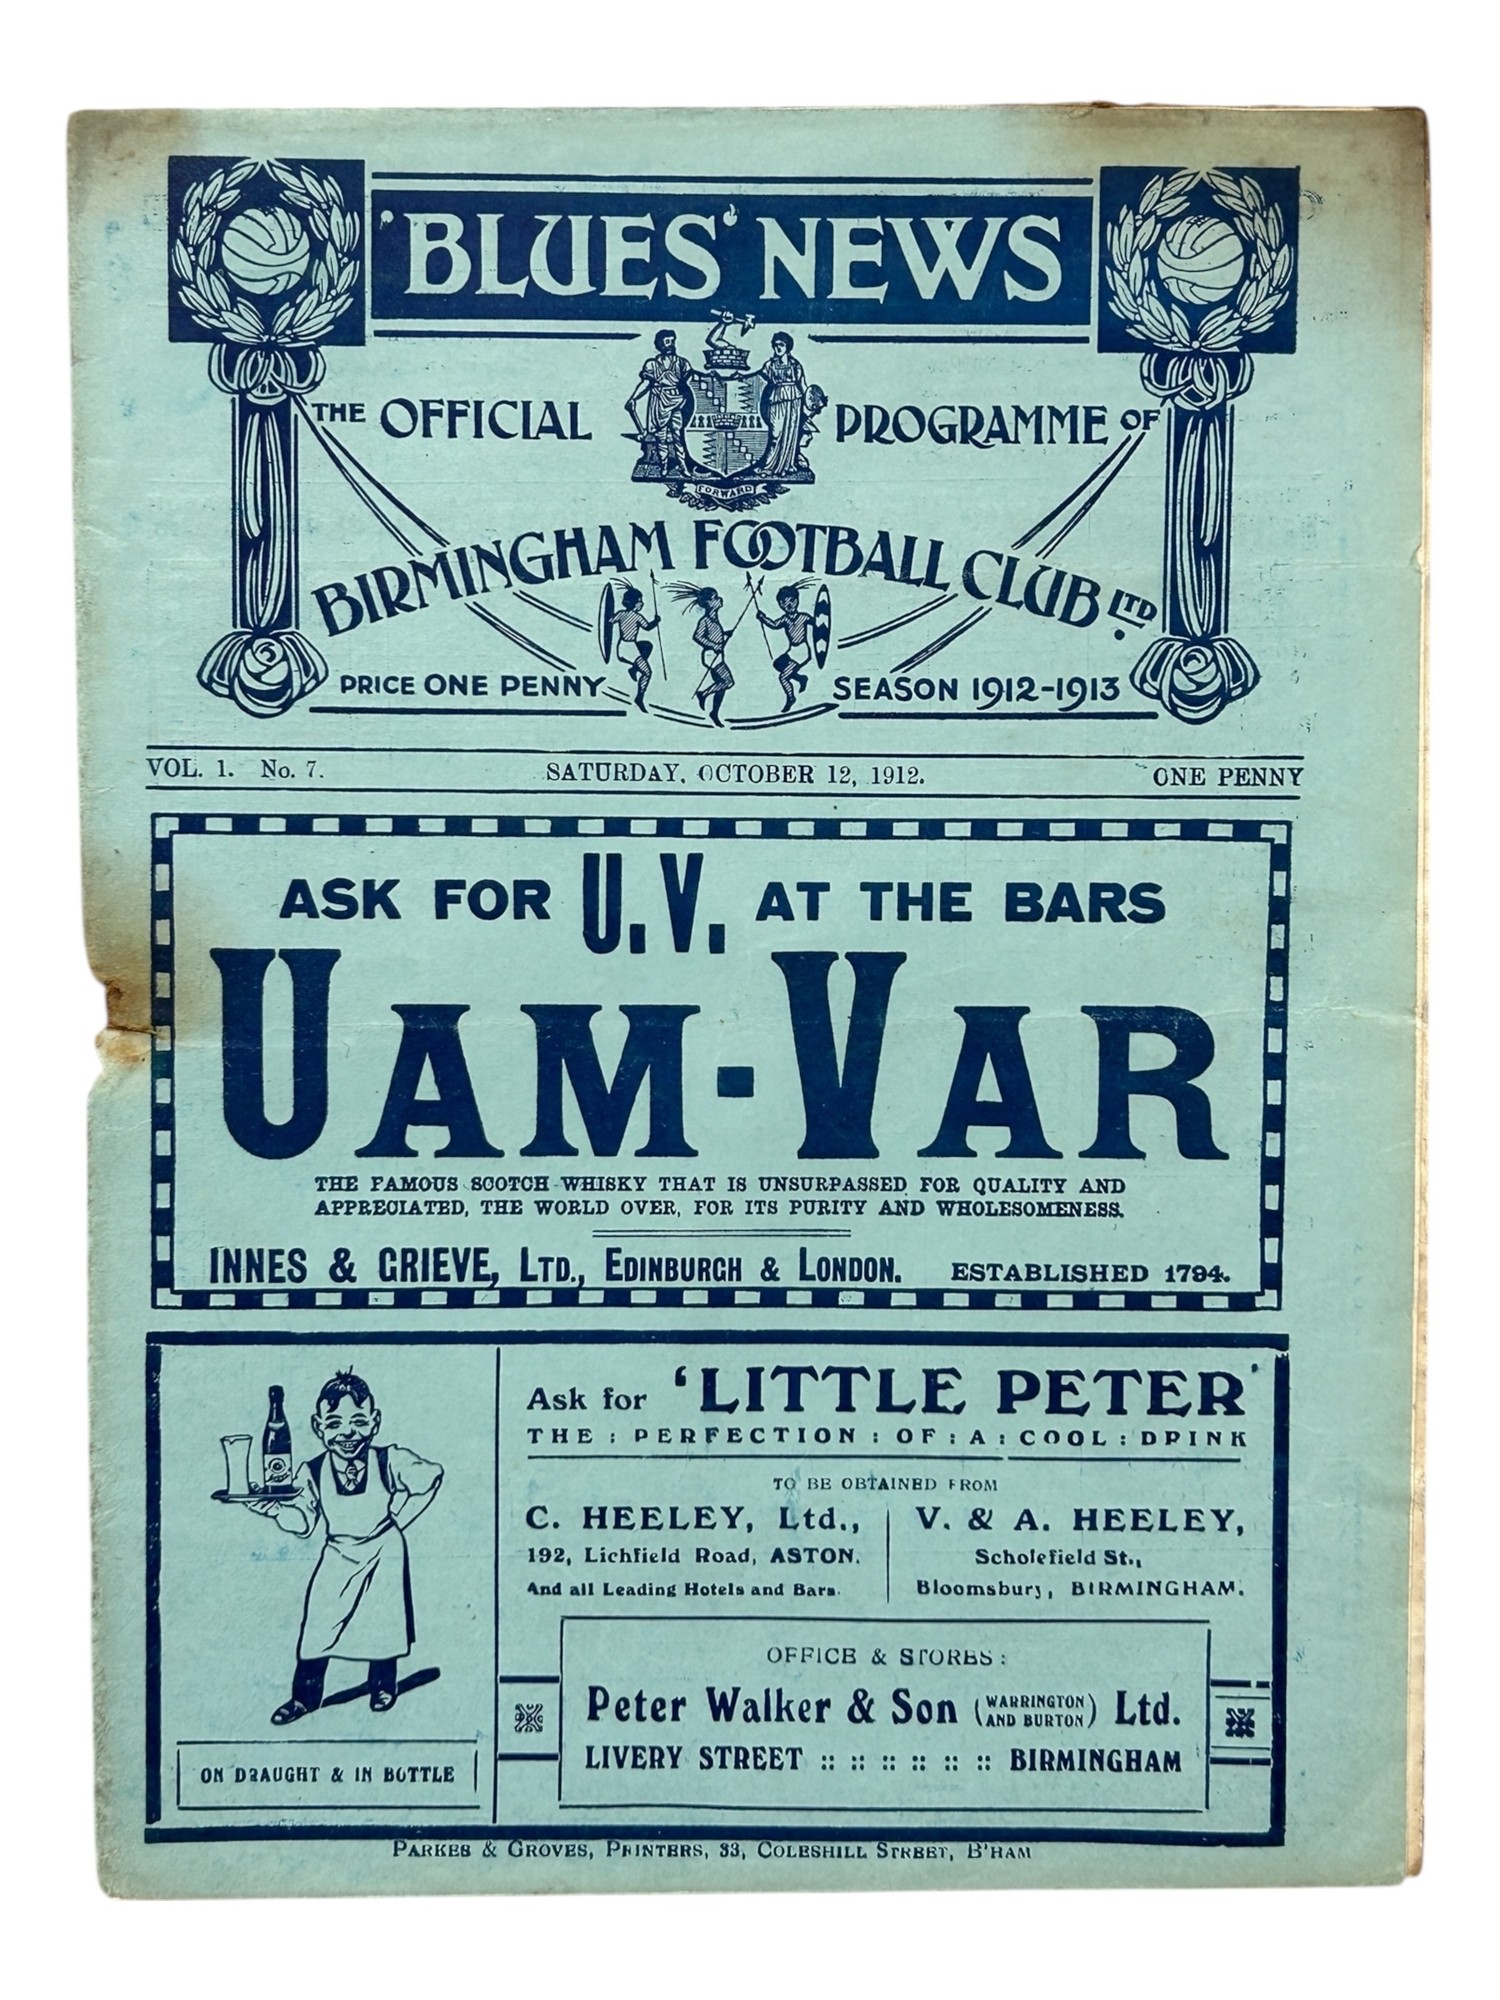 'BLUES' NEWS
THE OFFICIAL PROGRAMME OF
FORWARD
BIRMINGHAM FOOTBALL CLUB LTD.
PRICE ONE PENNY SEASON 1912-1913
VOL. 1. No. 7. SATURDAY, OCTOBER 12, 1912. ONE PENNY
ASK FOR U.V. AT THE BARS
UAM-VAR
THE FAMOUS SCOTCH WHISKY THAT IS UNSURPASSED FOR QUALITY AND
APPRECIATED, THE WORLD OVER, FOR ITS PURITY AND WHOLESOMENESS.
INNES & GRIEVE, LTD., EDINBURGH & LONDON. ESTABLISHED 1794.
Ask for 'LITTLE PETER'
THE : PERFECTION : OF : A : COOL : DRINK
TO BE OBTAINED FROM
C. HEELEY, Ltd.,
192, Lichfield Road, ASTON.
And all Leading Hotels and Bars.
V. & A. HEELEY,
Scholefield St.,
Bloomsbury, BIRMINGHAM.
OFFICE & STORES:
Peter Walker & Son (WARRINGTON AND BURTON) Ltd.
LIVERY STREET :: :: :: :: :: :: BIRMINGHAM
ON DRAUGHT & IN BOTTLE
PARKES & GROVES, PRINTERS, 33, COLESHILL STREET, B'HAM